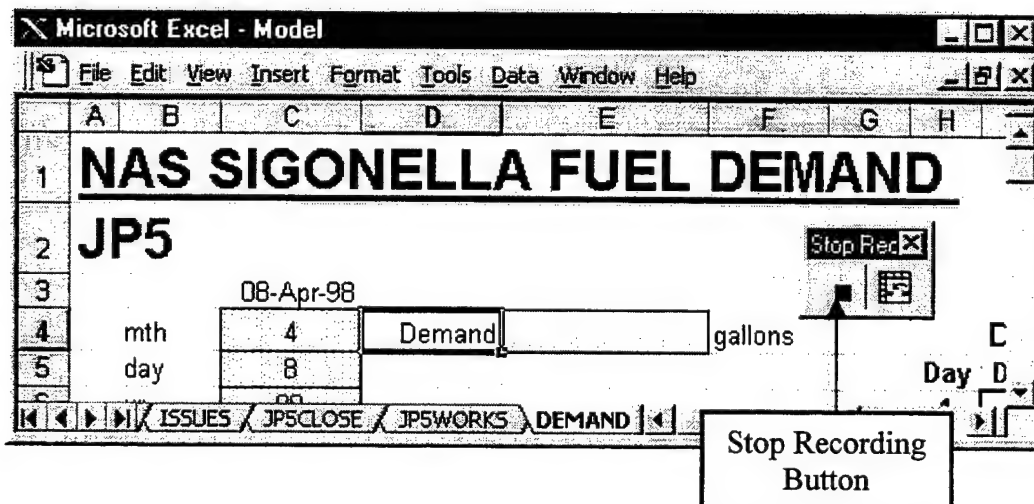 Microsoft Excel - Model
File Edit View Insert Format Tools Data Window Help
A B C D E F G H
1 NAS SIGONELLA FUEL DEMAND
2 JP5
Stop Rec
3 08-Apr-98
4 mth 4 Demand gallons D
5 day 8 Day D
ISSUES JP5CLOSE JP5WORKS DEMAND
Stop Recording
Button